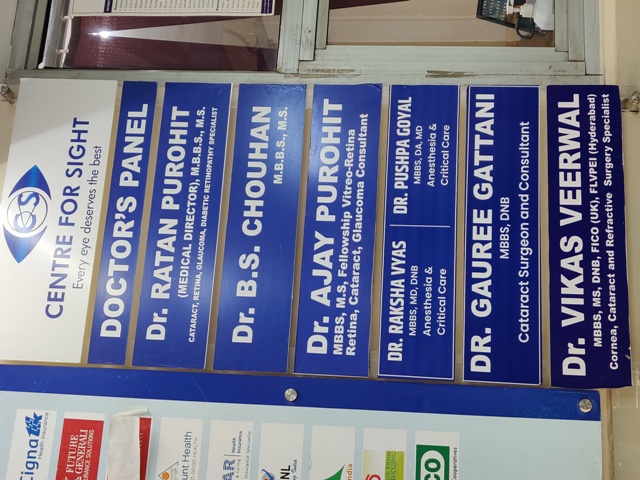 CENTRE FOR SIGHT
Every eye deserves the best
DOCTOR'S PANEL
Dr. RATAN PUROHIT
(MEDICAL DIRECTOR), M.B.B.S., M.S.
CATARACT, RETINA, GLAUCOMA, DIABETIC RETINOPATHY SPECIALIST
Dr. B.S. CHOUHAN
M.B.B.S., M.S.
Dr. AJAY PUROHIT
MBBS, M.S, Fellowship Vitreo-Retina
Retina, Cataract, Glaucoma Consultant
DR. RAKSHA VYAS
MBBS, MD, DNB
Anesthesia &
Critical Care
DR. PUSHPA GOYAL
MBBS, DA, MD
Anesthesia &
Critical Care
DR. GAUREE GATTANI
MBBS, DNB
Cataract Surgeon and Consultant
Dr. VIKAS VEERWAL
MBBS, MS, DNB, FICO (UK), FLVPEI (Hyderabad)
Cornea, Cataract and Refractive Surgery Specialist
Cigna
Health Insurance
FUTURE
GENERALI